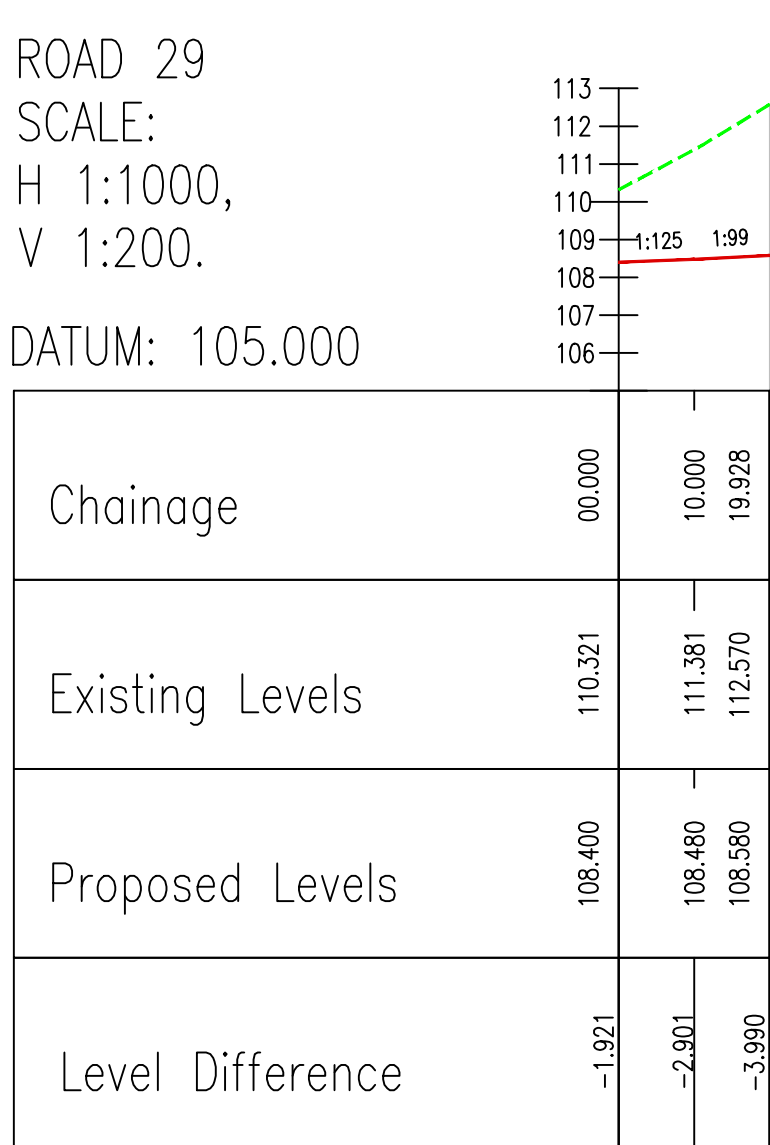 ROAD 29
SCALE:
H 1:1000,
V 1:200.
DATUM: 105.000
113
112
111
110
109
108
107
106
1:125 1:99
Chainage 00.000 10.000 19.928
Existing Levels 110.321 111.381 112.570
Proposed Levels 108.400 108.480 108.580
Level Difference -1.921 -2.901 -3.990